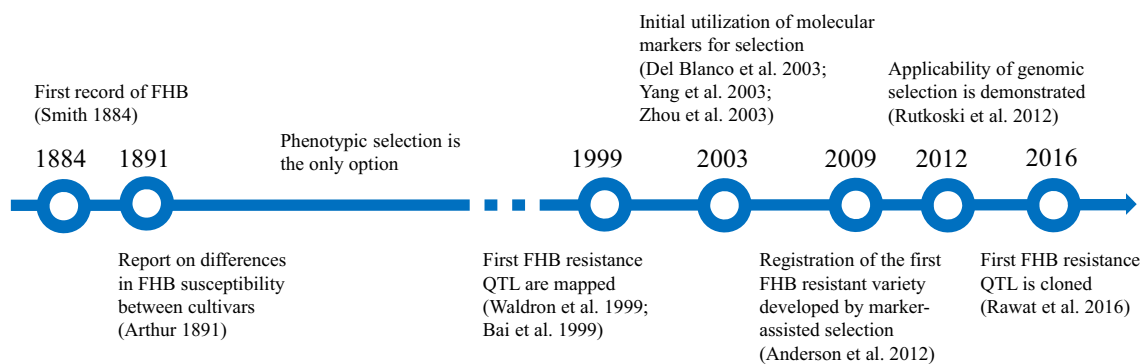 Initial utilization of molecular
markers for selection
(Del Blanco et al. 2003;
Yang et al. 2003;
Zhou et al. 2003)
First record of FHB
(Smith 1884)
Applicability of genomic
selection is demonstrated
(Rutkoski et al. 2012)
Phenotypic selection is
the only option
1884
1891
1999
2003
2009
2012
2016
Report on differences
in FHB susceptibility
between cultivars
(Arthur 1891)
First FHB resistance
QTL are mapped
(Waldron et al. 1999;
Bai et al. 1999)
Registration of the first
FHB resistant variety
developed by marker-
assisted selection
(Anderson et al. 2012)
First FHB resistance
QTL is cloned
(Rawat et al. 2016)